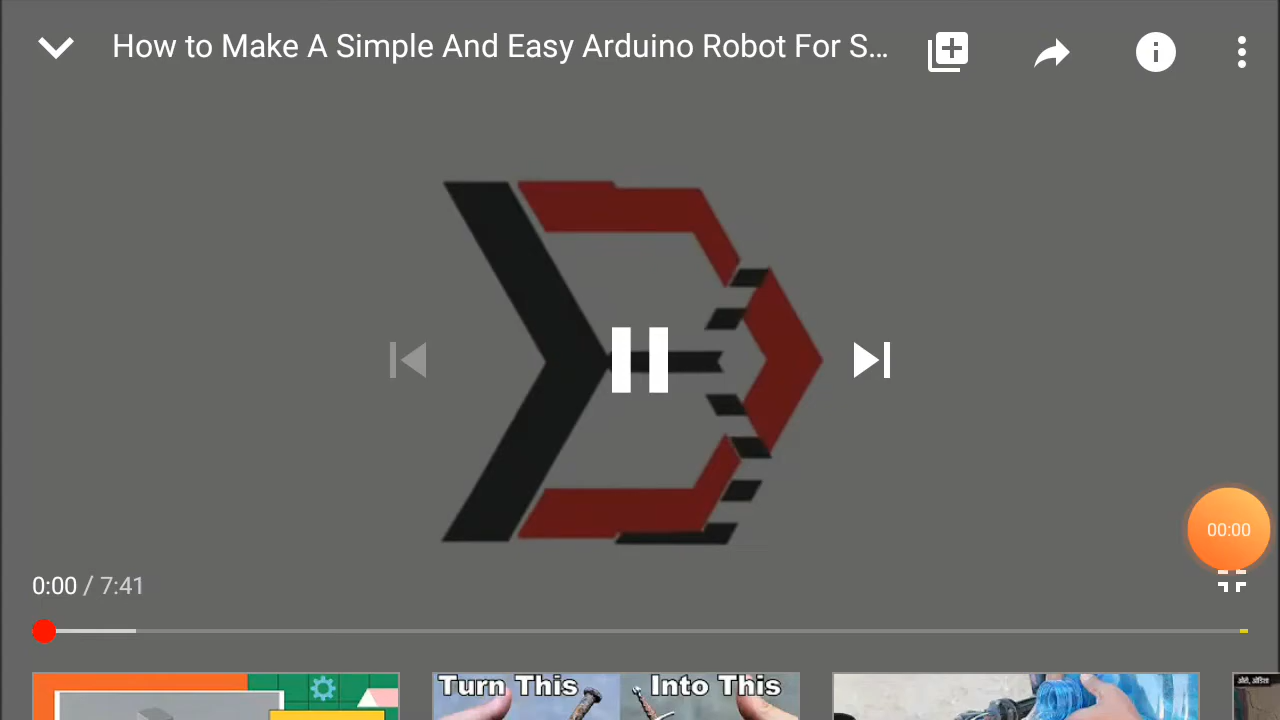 How to Make A Simple And Easy Arduino Robot For S...
00:00
0:00 / 7:41
Turn This Into This